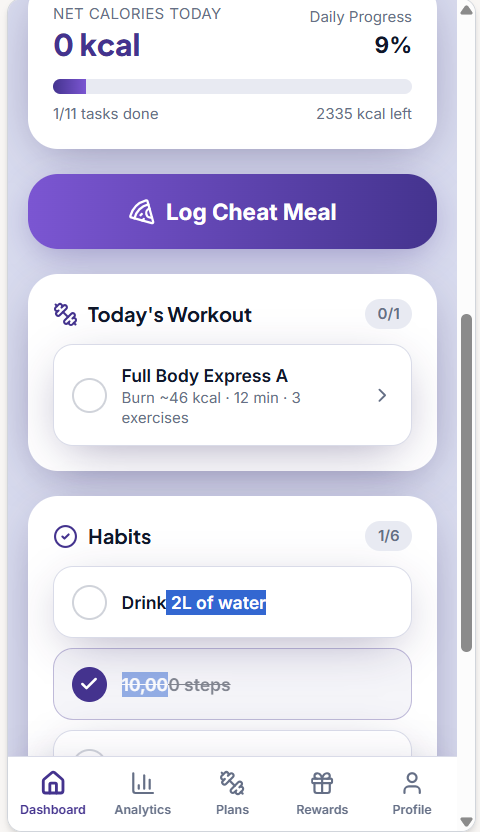 NET CALORIES TODAY
Daily Progress
0 kcal
9%
1/11 tasks done
2335 kcal left
Log Cheat Meal
Today's Workout
0/1
Full Body Express A
Burn ~46 kcal · 12 min · 3
exercises
Habits
1/6
Drink 2L of water
10,000 steps
Dashboard
Analytics
Plans
Rewards
Profile